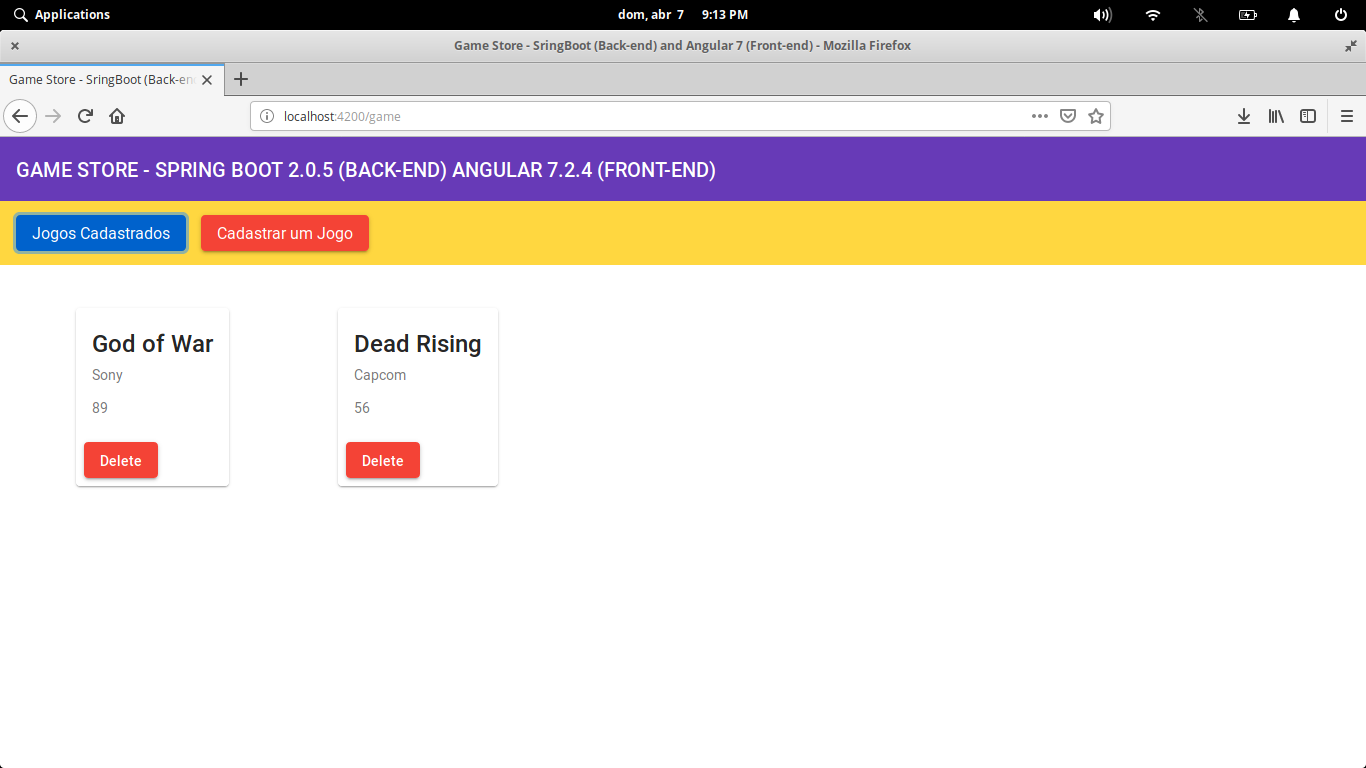 Applications
dom, abr 7 9:13 PM
Game Store - SringBoot (Back-end) and Angular 7 (Front-end) - Mozilla Firefox
Game Store - SringBoot (Back-en
localhost:4200/game
GAME STORE - SPRING BOOT 2.0.5 (BACK-END) ANGULAR 7.2.4 (FRONT-END)
Jogos Cadastrados Cadastrar um Jogo
God of War
Sony
89
Delete
Dead Rising
Capcom
56
Delete